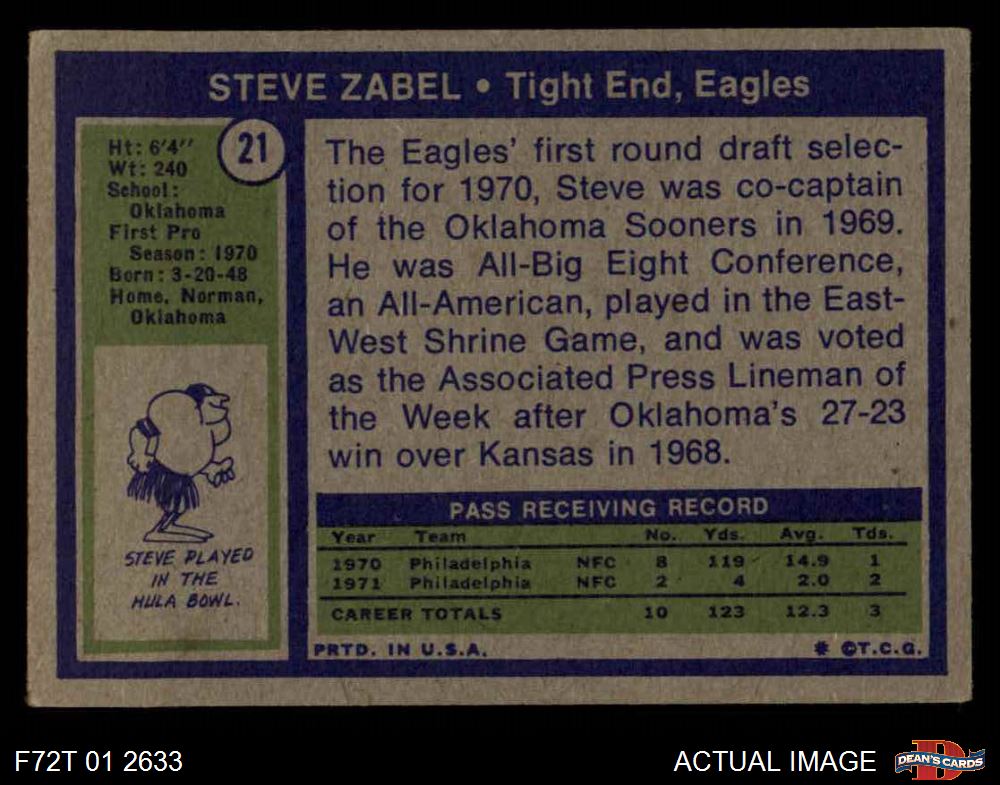 STEVE ZABEL • Tight End, Eagles
21
Ht: 6'4"
Wt: 240
School:
Oklahoma
First Pro
Season: 1970
Born: 3-20-48
Home, Norman,
Oklahoma
The Eagles' first round draft selec-
tion for 1970, Steve was co-captain
of the Oklahoma Sooners in 1969.
He was All-Big Eight Conference,
an All-American, played in the East-
West Shrine Game, and was voted
as the Associated Press Lineman of
the Week after Oklahoma's 27-23
win over Kansas in 1968.
STEVE PLAYED
IN THE
HULA BOWL.
PASS RECEIVING RECORD
Year Team No. Yds. Avg. Tds.
1970 Philadelphia NFC 8 119 14.9 1
1971 Philadelphia NFC 2 4 2.0 2
CAREER TOTALS 10 123 12.3 3
PRTD. IN U.S.A. * ©T.C.G.
F72T 01 2633
ACTUAL IMAGE
DEAN'S CARDS